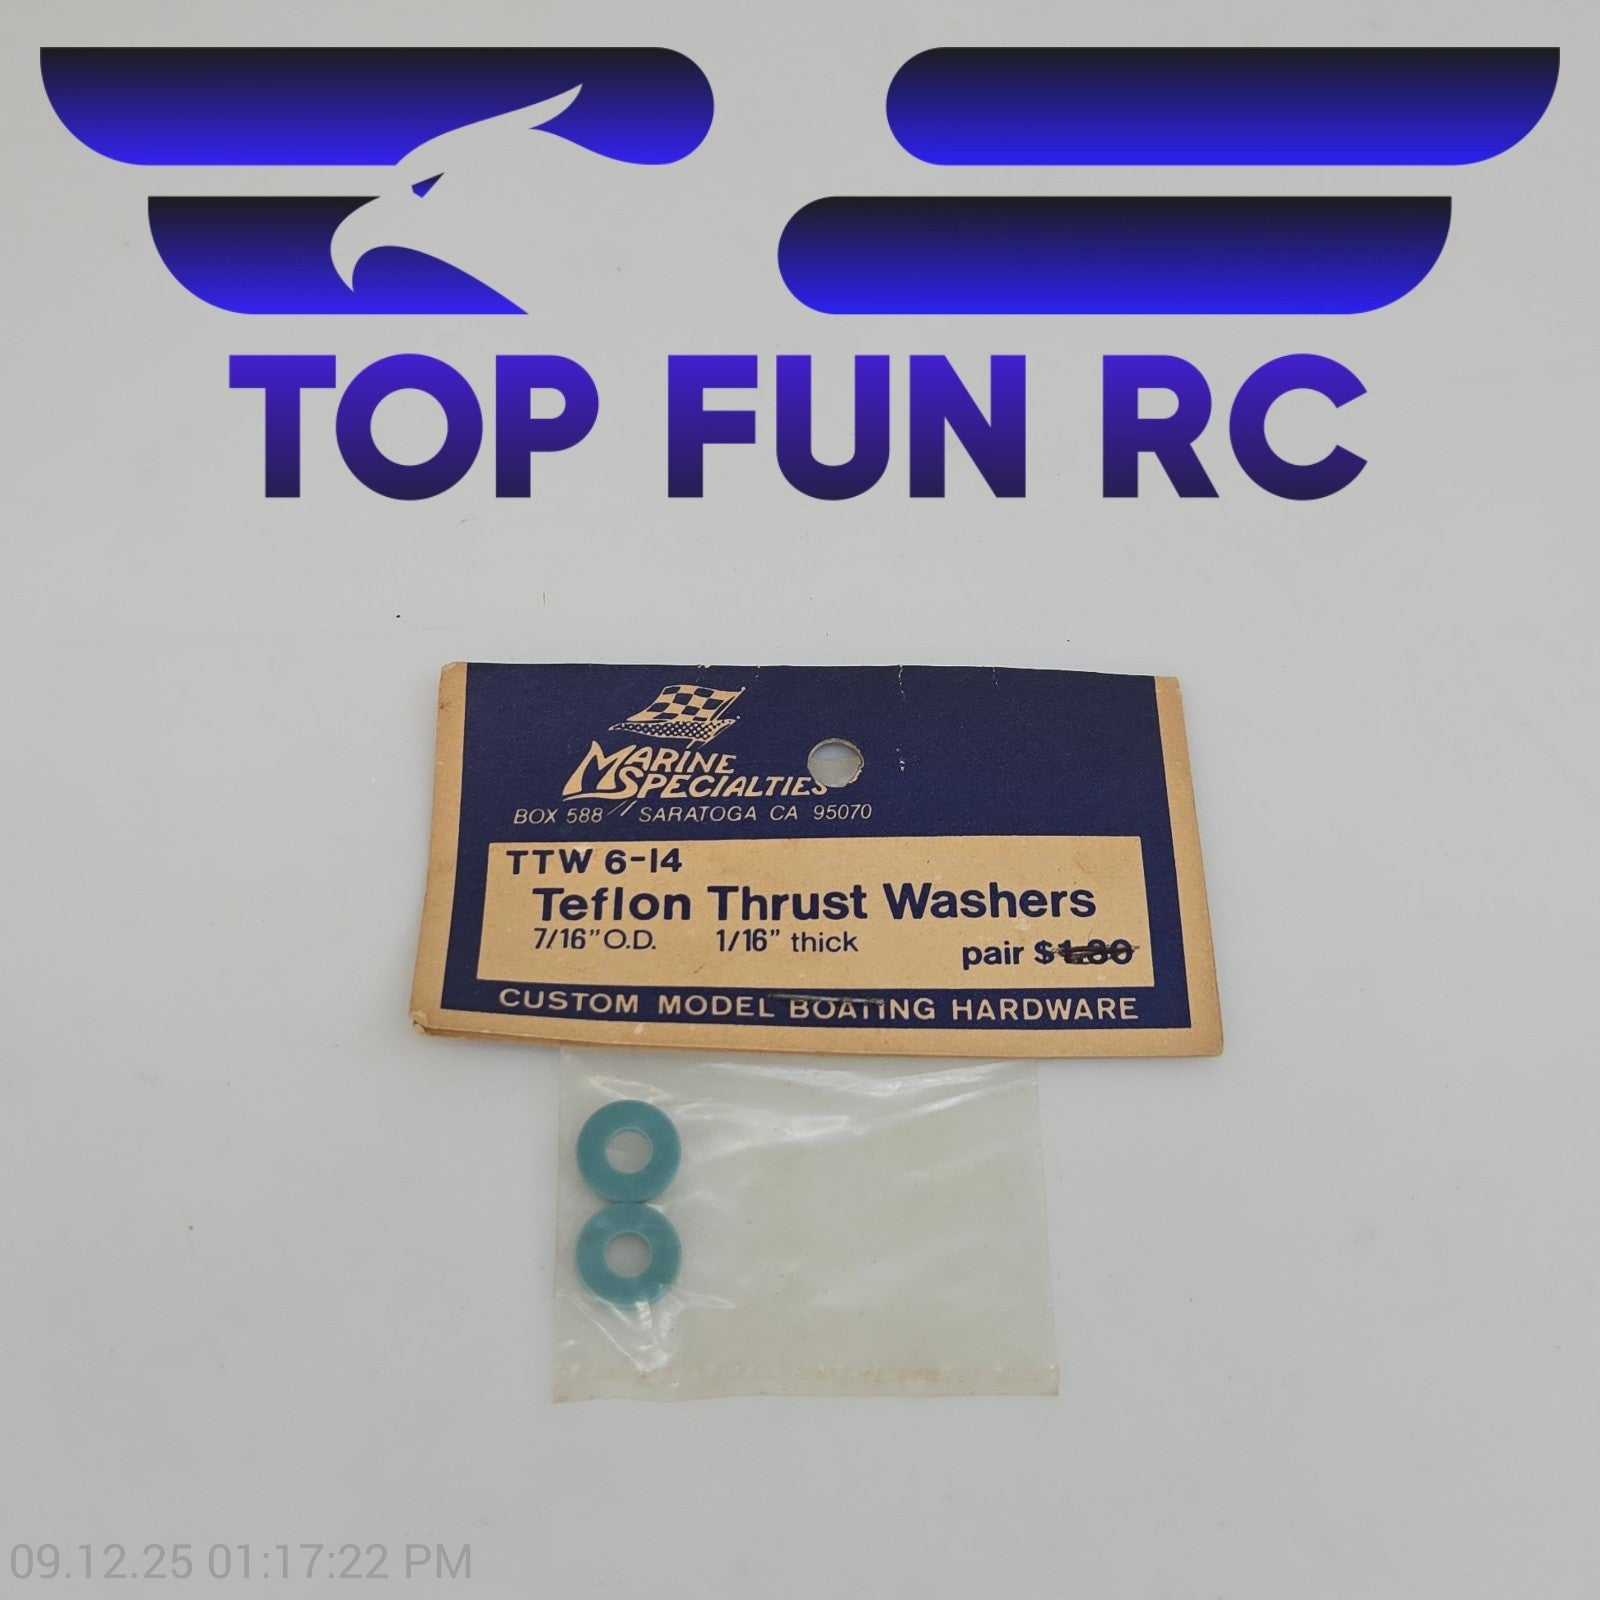 TOP FUN RC
MARINE
SPECIALTIES
BOX 588 // SARATOGA CA 95070
TTW 6-14
Teflon Thrust Washers
7/16” O.D. 1/16” thick
pair $1.30
CUSTOM MODEL BOATING HARDWARE
09.12.25 01:17:22 PM